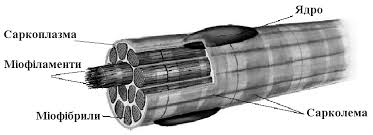 Ядро
Саркоплазма
Міофіламенти
Міофібрили
Сарколема